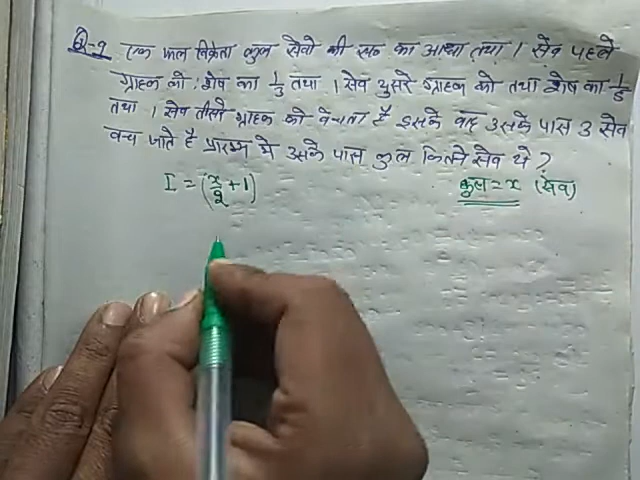 Q-9 एक फल विक्रेता कुल सेवो की का आधा तथा 1 सेव पहले
ग्राहक को, शेष का 1/3 तथा 1 सेव दुसरे ग्राहक को तथा शेष का 1/5
तथा 1 सेव तीसरे ग्राहक को वेचता है इसके बाद उसके पास 3 सेव
बच जाते है प्रारम्भ मे उसके पास कुल कितने सेव थे ?
I = (x/2 + 1) कुल = x (सेव)